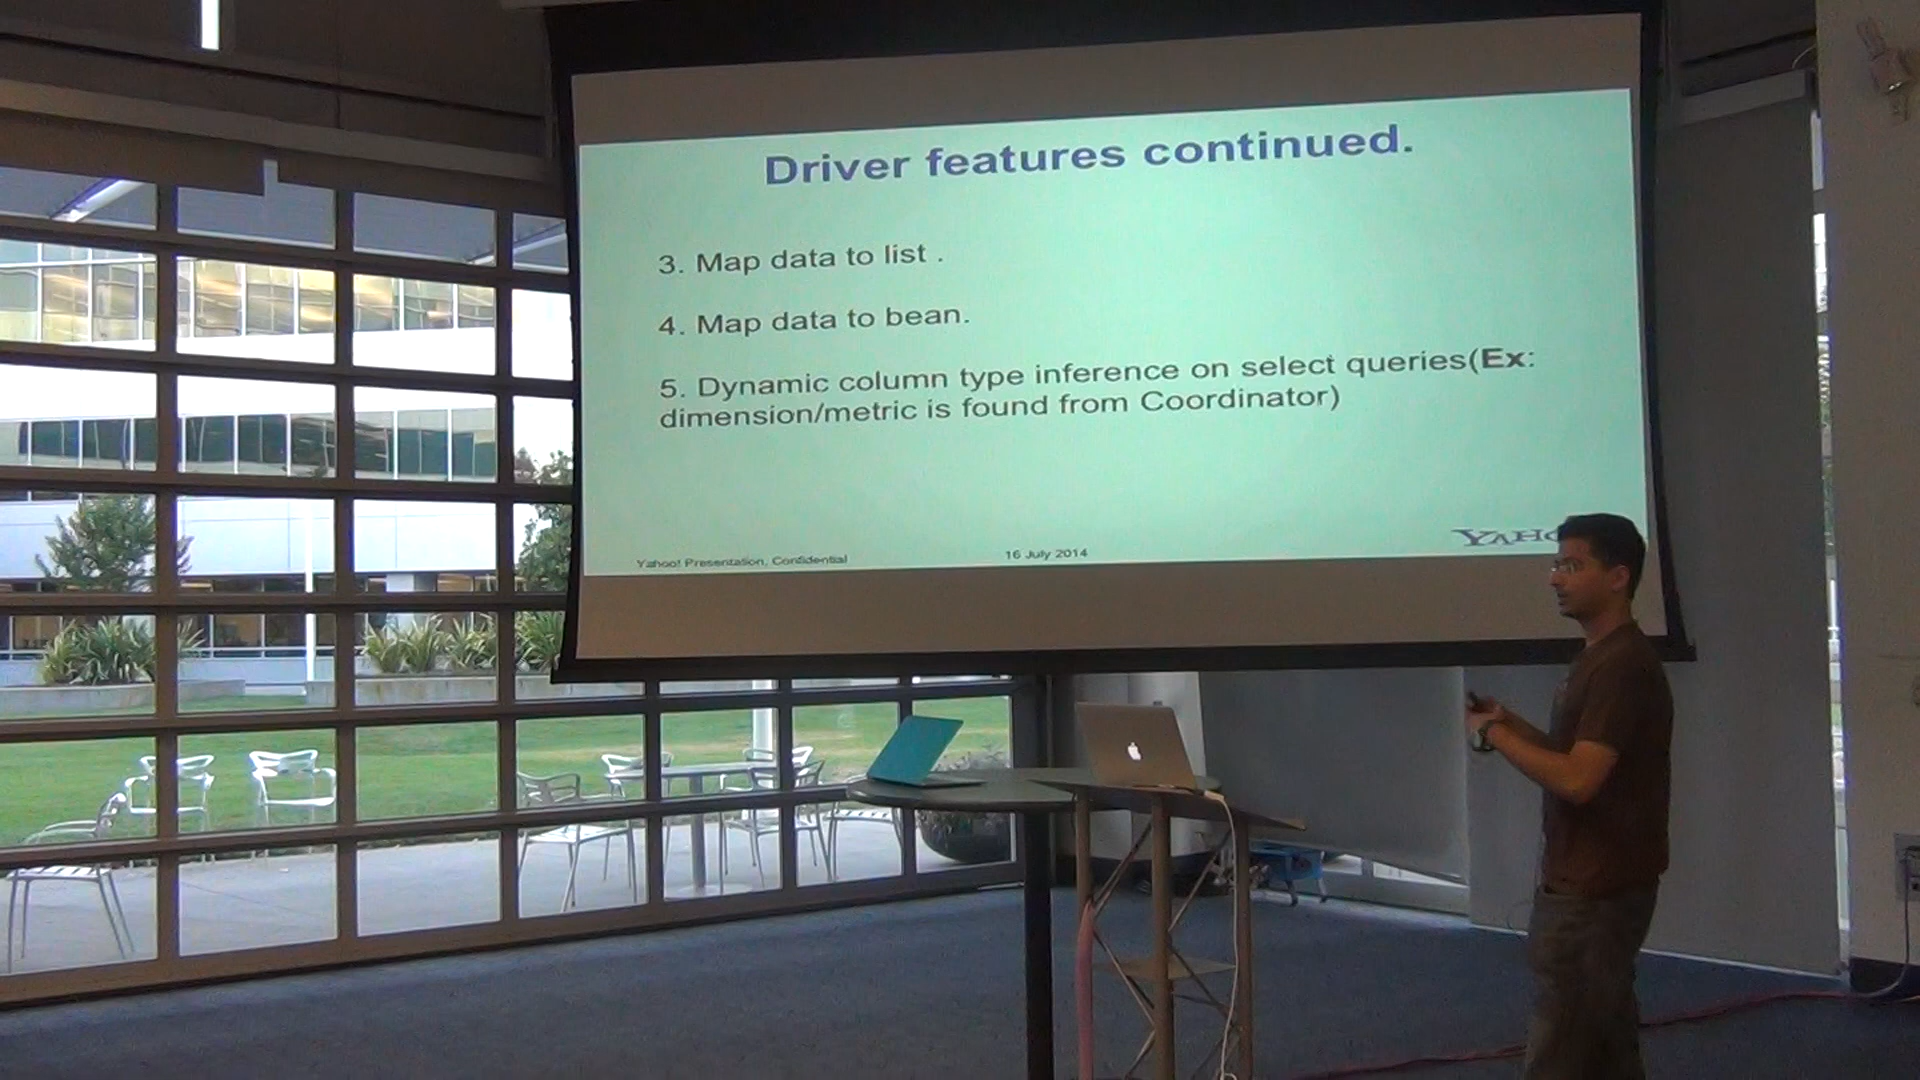 Driver features continued.
3. Map data to list .
4. Map data to bean.
5. Dynamic column type inference on select queries(Ex:
dimension/metric is found from Coordinator)
Yahoo! Presentation, Confidential
16 July 2014
YAHO